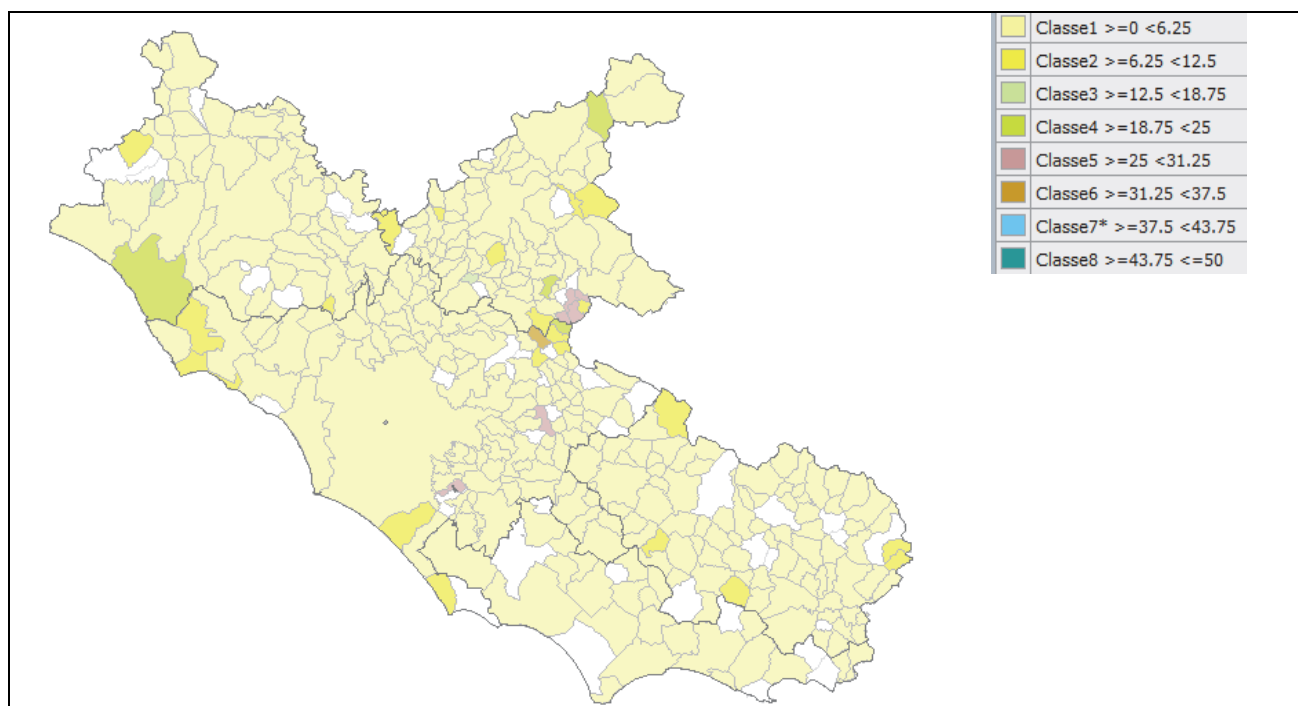 Classe1 >=0 <6.25
Classe2 >=6.25 <12.5
Classe3 >=12.5 <18.75
Classe4 >=18.75 <25
Classe5 >=25 <31.25
Classe6 >=31.25 <37.5
Classe7* >=37.5 <43.75
Classe8 >=43.75 <=50